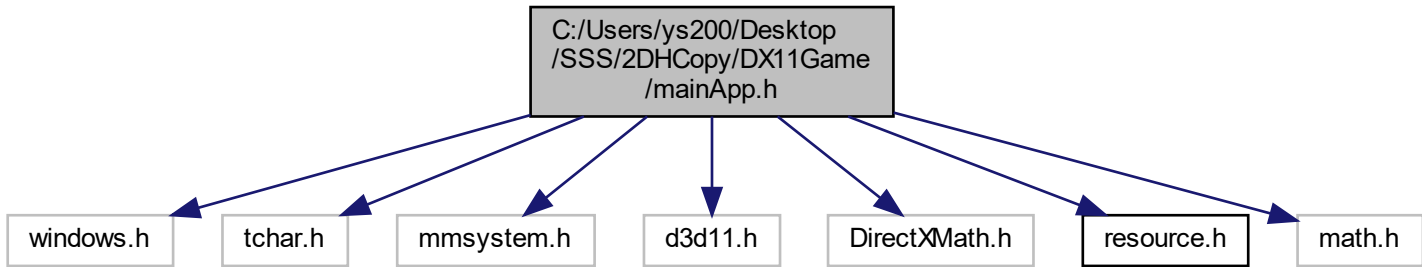 C:/Users/ys200/Desktop
/SSS/2DHCopy/DX11Game
/mainApp.h
windows.h
tchar.h
mmsystem.h
d3d11.h
DirectXMath.h
resource.h
math.h